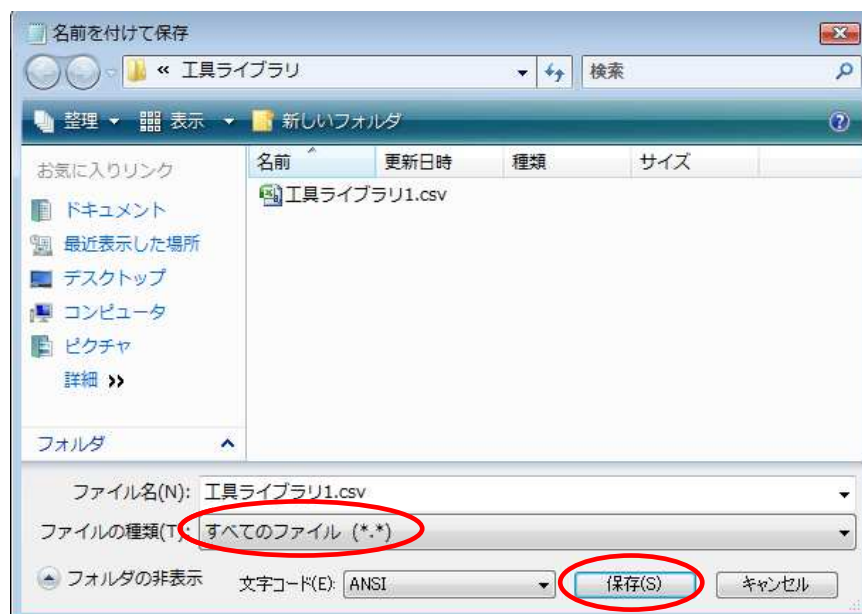 名前を付けて保存
« 工具ライブラリ 検索
整理 表示 新しいフォルダ
お気に入りリンク
ドキュメント
最近表示した場所
デスクトップ
コンピュータ
ピクチャ
詳細 »
フォルダ
名前 更新日時 種類 サイズ
工具ライブラリ1.csv
ファイル名(N): 工具ライブラリ1.csv
ファイルの種類(T): すべてのファイル (*.*)
フォルダの非表示 文字コード(E): ANSI 保存(S) キャンセル